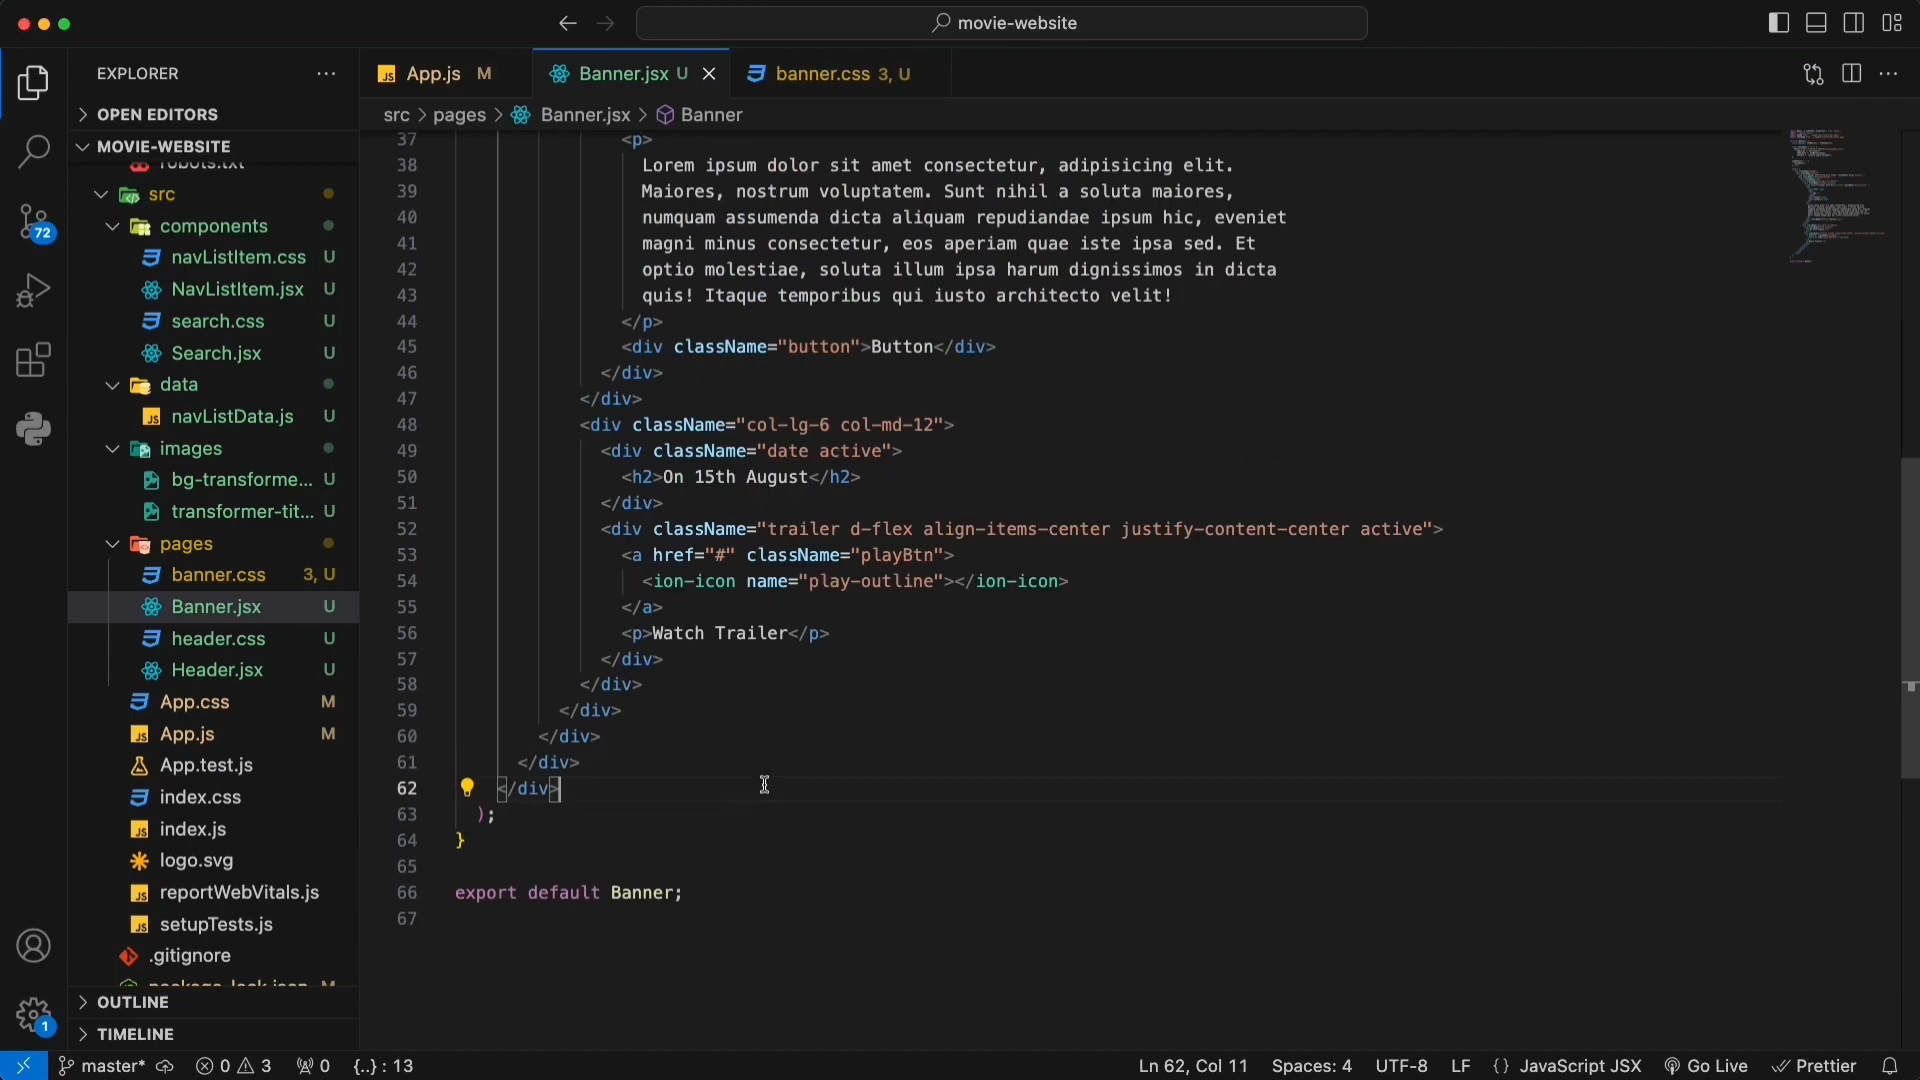 movie-website
EXPLORER
App.js M
Banner.jsx U
banner.css 3, U
OPEN EDITORS
src > pages > Banner.jsx > Banner
MOVIE-WEBSITE
robots.txt
src
components
navListItem.css U
NavListItem.jsx U
search.css U
Search.jsx U
data
navListData.js U
images
bg-transforme... U
transformer-tit... U
pages
banner.css 3, U
Banner.jsx U
header.css U
Header.jsx U
App.css M
App.js M
App.test.js
index.css
index.js
logo.svg
reportWebVitals.js
setupTests.js
.gitignore
package-lock.json M
OUTLINE
TIMELINE
72
1
37 <p>
38 Lorem ipsum dolor sit amet consectetur, adipisicing elit.
39 Maiores, nostrum voluptatem. Sunt nihil a soluta maiores,
40 numquam assumenda dicta aliquam repudiandae ipsum hic, eveniet
41 magni minus consectetur, eos aperiam quae iste ipsa sed. Et
42 optio molestiae, soluta illum ipsa harum dignissimos in dicta
43 quis! Itaque temporibus qui iusto architecto velit!
44 </p>
45 <div className="button">Button</div>
46 </div>
47 </div>
48 <div className="col-lg-6 col-md-12">
49 <div className="date active">
50 <h2>On 15th August</h2>
51 </div>
52 <div className="trailer d-flex align-items-center justify-content-center active">
53 <a href="#" className="playBtn">
54 <ion-icon name="play-outline"></ion-icon>
55 </a>
56 <p>Watch Trailer</p>
57 </div>
58 </div>
59 </div>
60 </div>
61 </div>
62 </div>
63 );
64 }
65
66 export default Banner;
67
master* 0 3 0 {..} : 13 Ln 62, Col 11 Spaces: 4 UTF-8 LF {} JavaScript JSX Go Live Prettier